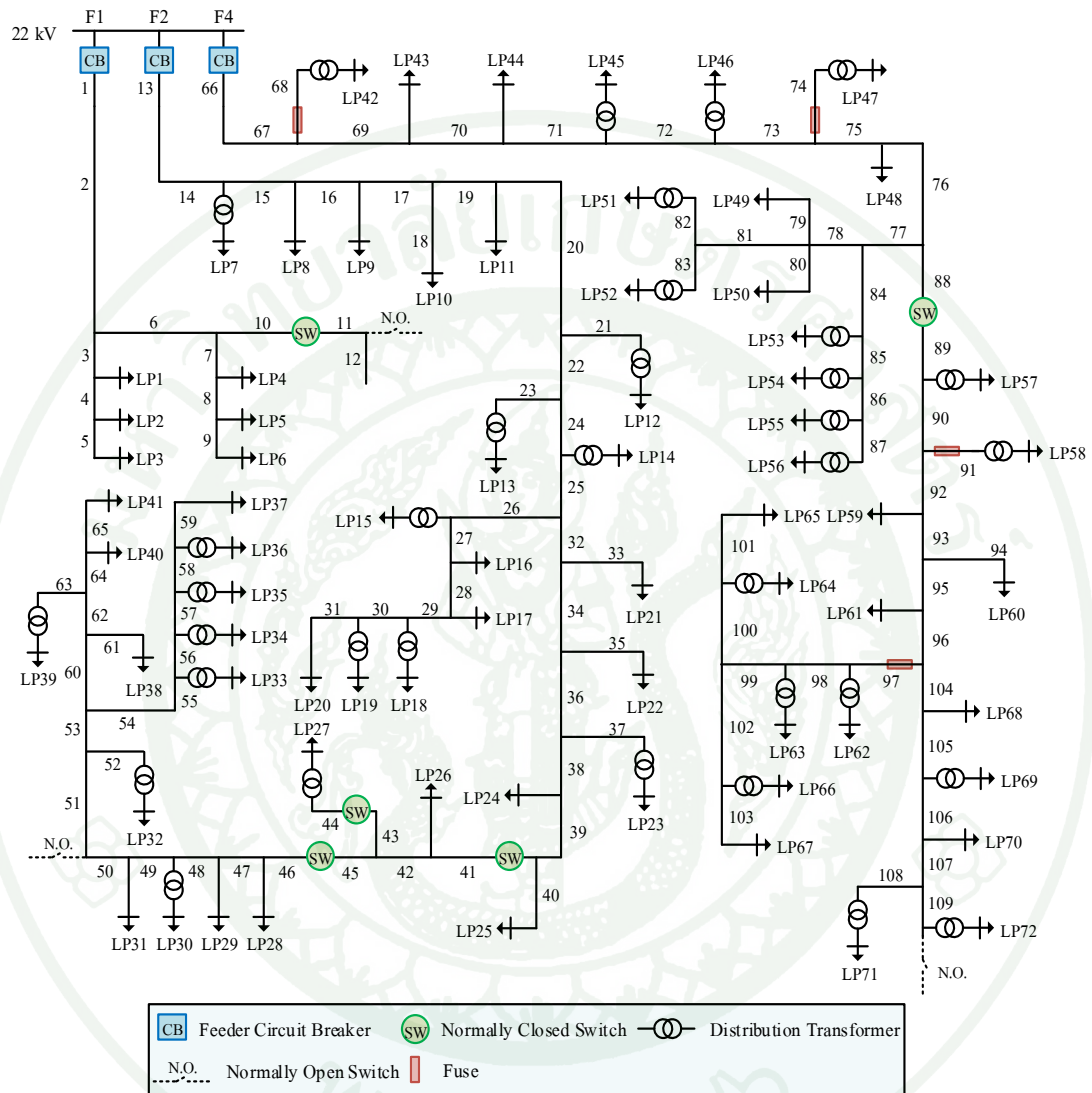 F1 F2 F4
22 kV
CB CB CB
1 13 66
68 LP42 LP43 LP44 LP45 LP46 74 LP47
67 69 70 71 72 73 75
LP48
2 76
14 15 16 17 19
18
LP7 LP8 LP9 LP10 LP11
20
LP51 82 LP49 79
81 78 77
83 80
LP52 LP50
84 88
SW
6 10 SW 11 N.O.
12
21
3 7 22
LP1 LP4
4 8
LP2 LP5
5 9
LP3 LP6
23 LP12
LP13
24 LP14
25
LP53 85 89
LP54 LP57
86 90
LP55
87
LP56 91 LP58
92
LP41 59 LP37
65 LP36
LP40 58
64 LP35
63 57
62 LP34
61 56
LP39 LP38 LP33
60 55
54
53
52
51 LP32
LP15 26
27 LP16
28
31 30 29 LP17
LP20 LP19 LP18
32
33
LP21
34
35
LP22
36
37
LP23
38
LP24
39
LP65 LP59
101 93
LP64 94
LP61 95 LP60
100 96
99 98 97
102 LP63 LP62 104
LP68
105
LP66 LP69
103 106
LP67 LP70
107
108
109
LP72
LP71
N.O.
LP27
LP26
SW
44 43
N.O.
50 49 48 47 46 SW 45 42 41 SW
40
LP25
LP31 LP30 LP29 LP28
CB Feeder Circuit Breaker SW Normally Closed Switch Distribution Transformer
N.O. Normally Open Switch Fuse